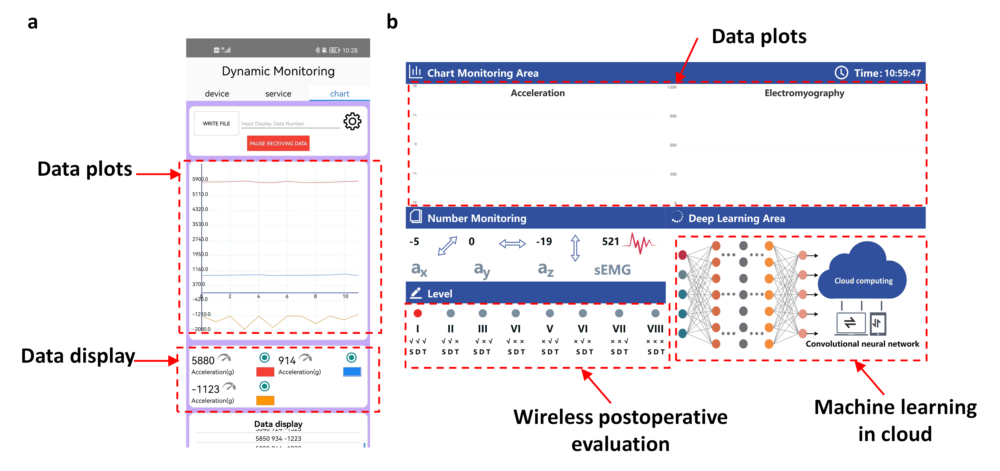 a
HD 5G 52 10:28
Dynamic Monitoring
device service chart
WRITE FILE Input Display Data Number
PAUSE RECEIVING DATA
Data plots
5900.0
5110.0
4320.0
3530.0
2740.0
1950.0
1160.0
370.0
0 2 4 6 8 10
-420.0
-1210.0
-2000.0
Data display
5880 914
Acceleration(g) Acceleration(g)
-1123
Acceleration(g)
Data display
5850 934 -1223
b
Data plots
Chart Monitoring Area Time: 10:59:47
Acceleration
30
15
0
-15
-30
Electromyography
1200
900
600
300
0
Number Monitoring
-5 0 -19 521
ax ay az sEMG
Level
I II III VI V VI VII VIII
√ √ √ √ √ × √ × √ √ × × × √ √ × √ × × × √ × × ×
S D T S D T S D T S D T S D T S D T S D T S D T
Deep Learning Area
Cloud computing
Convolutional neural network
Wireless postoperative
evaluation
Machine learning
in cloud